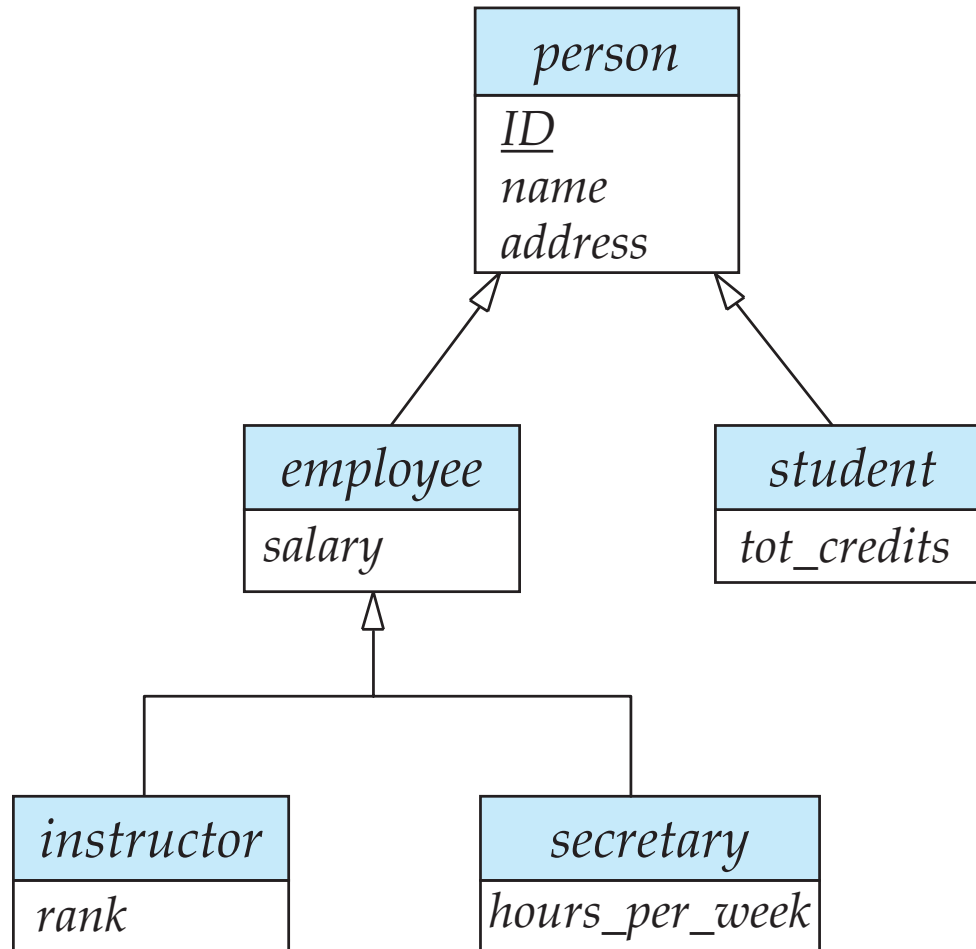 person
ID
name
address
employee
salary
student
tot_credits
instructor
rank
secretary
hours_per_week